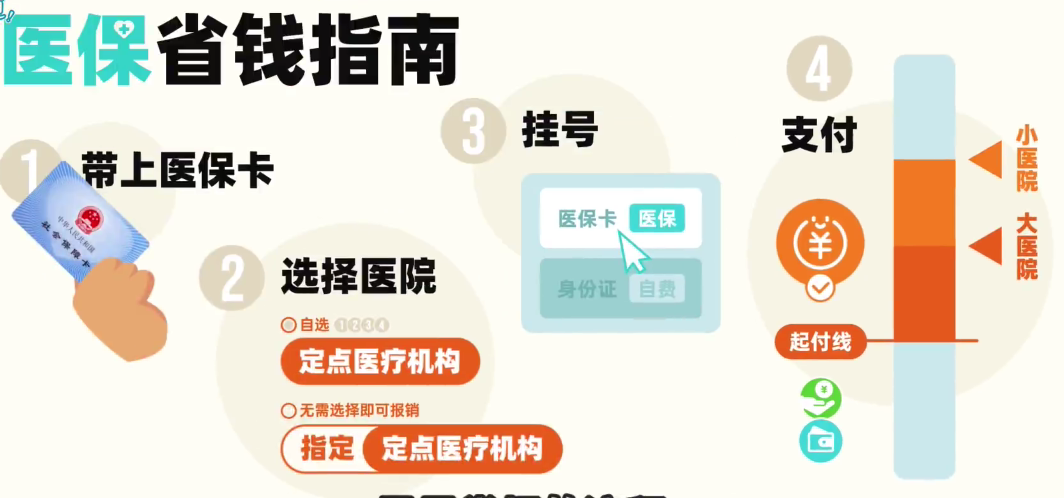 医保省钱指南
1
带上医保卡
中华人民共和国
社会保障卡
2
选择医院
自选 1 2 3 4
定点医疗机构
无需选择即可报销
指定 定点医疗机构
3
挂号
医保卡 医保
身份证 自费
4
支付
¥
小医院
大医院
起付线
¥